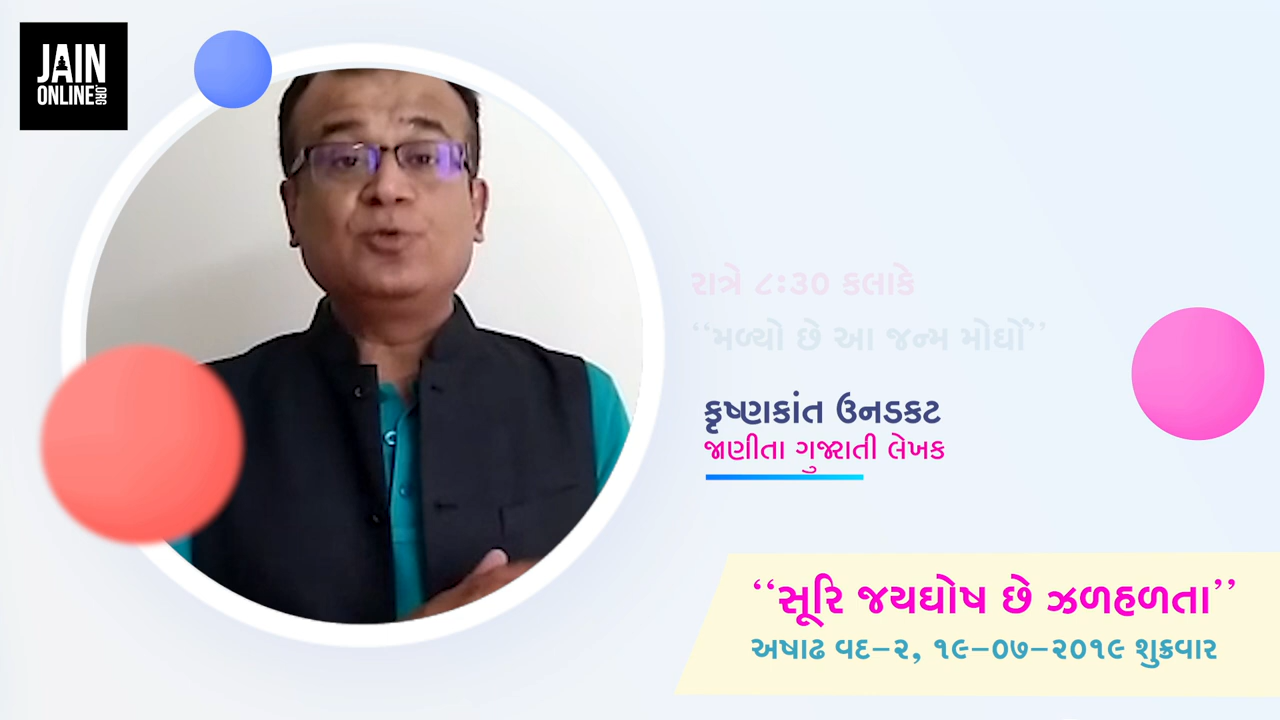 JAIN
ONLINE.ORG
રાત્રે ૮:૩૦ કલાકે
“મળ્યો છે આ જન્મ મોઘોં”
કૃષ્ણકાંત ઉનડકટ
જાણીતા ગુજરાતી લેખક
“સૂરિ જયઘોષ છે ઝળહળતા”
અષાઢ વદ-૨, ૧૯-૦૭-૨૦૧૯ શુક્રવાર